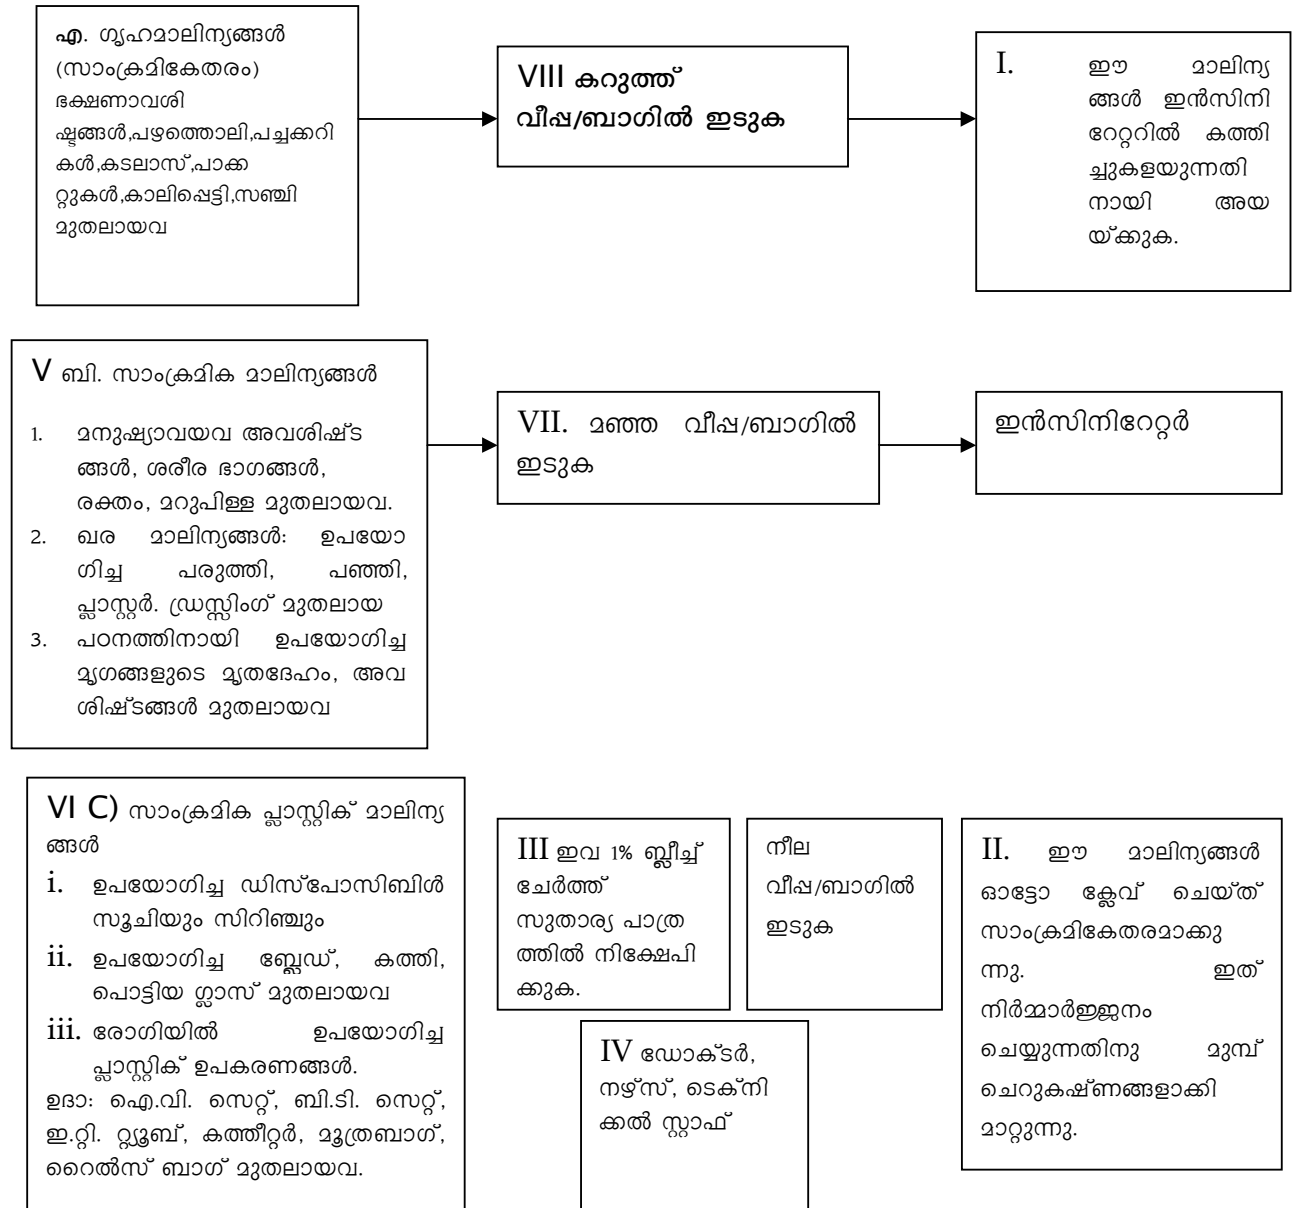 എ. ഗൃഹമാലിന്യങ്ങൾ
(സാംക്രമികേതരം)
ഭക്ഷണാവശി
ഷ്ടങ്ങൾ,പഴത്തൊലി,പച്ചക്കറി
കൾ,കടലാസ്,പാക്ക
റ്റുകൾ,കാലിപ്പെട്ടി,സഞ്ചി
മുതലായവ
VIII കറുത്ത്
വീപ്പ/ബാഗിൽ ഇടുക
I. ഈ മാലിന്യ
ങ്ങൾ ഇൻസിനി
റേറ്ററിൽ കത്തി
ച്ചുകളയുന്നതി
നായി അയ
യ്ക്കുക.
V ബി. സാംക്രമിക മാലിന്യങ്ങൾ
1. മനുഷ്യാവയവ അവശിഷ്ട
ങ്ങൾ, ശരീര ഭാഗങ്ങൾ,
രക്തം, മറുപിള്ള മുതലായവ.
2. ഖര മാലിന്യങ്ങൾ: ഉപയോ
ഗിച്ച പരുത്തി, പഞ്ഞി,
പ്ലാസ്റ്റർ. ഡ്രസ്സിംഗ് മുതലായ
3. പഠനത്തിനായി ഉപയോഗിച്ച
മൃഗങ്ങളുടെ മൃതദേഹം, അവ
ശിഷ്ടങ്ങൾ മുതലായവ
VII. മഞ്ഞ വീപ്പ/ബാഗിൽ
ഇടുക
ഇൻസിനിറേറ്റർ
VI C) സാംക്രമിക പ്ലാസ്റ്റിക് മാലിന്യ
ങ്ങൾ
i. ഉപയോഗിച്ച ഡിസ്പോസിബിൾ
സൂചിയും സിറിഞ്ചും
ii. ഉപയോഗിച്ച ബ്ലേഡ്, കത്തി,
പൊട്ടിയ ഗ്ലാസ് മുതലായവ
iii. രോഗിയിൽ ഉപയോഗിച്ച
പ്ലാസ്റ്റിക് ഉപകരണങ്ങൾ.
ഉദാ: ഐ.വി. സെറ്റ്, ബി.ടി. സെറ്റ്,
ഇ.റ്റി. റ്റ്യൂബ്, കത്തീറ്റർ, മൂത്രബാഗ്,
റൈൽസ് ബാഗ് മുതലായവ.
III ഇവ 1% ബ്ലീച്ച്
ചേർത്ത്
സുതാര്യ പാത്ര
ത്തിൽ നിക്ഷേപി
ക്കുക.
നീല
വീപ്പ/ബാഗിൽ
ഇടുക
IV ഡോക്ടർ,
നഴ്സ്, ടെക്നി
ക്കൽ സ്റ്റാഫ്
II. ഈ മാലിന്യങ്ങൾ
ഓട്ടോ ക്ലേവ് ചെയ്ത്
സാംക്രമികേതരമാക്കു
ന്നു. ഇത്
നിർമ്മാർജ്ജനം
ചെയ്യുന്നതിനു മുമ്പ്
ചെറുകഷ്ണങ്ങളാക്കി
മാറ്റുന്നു.